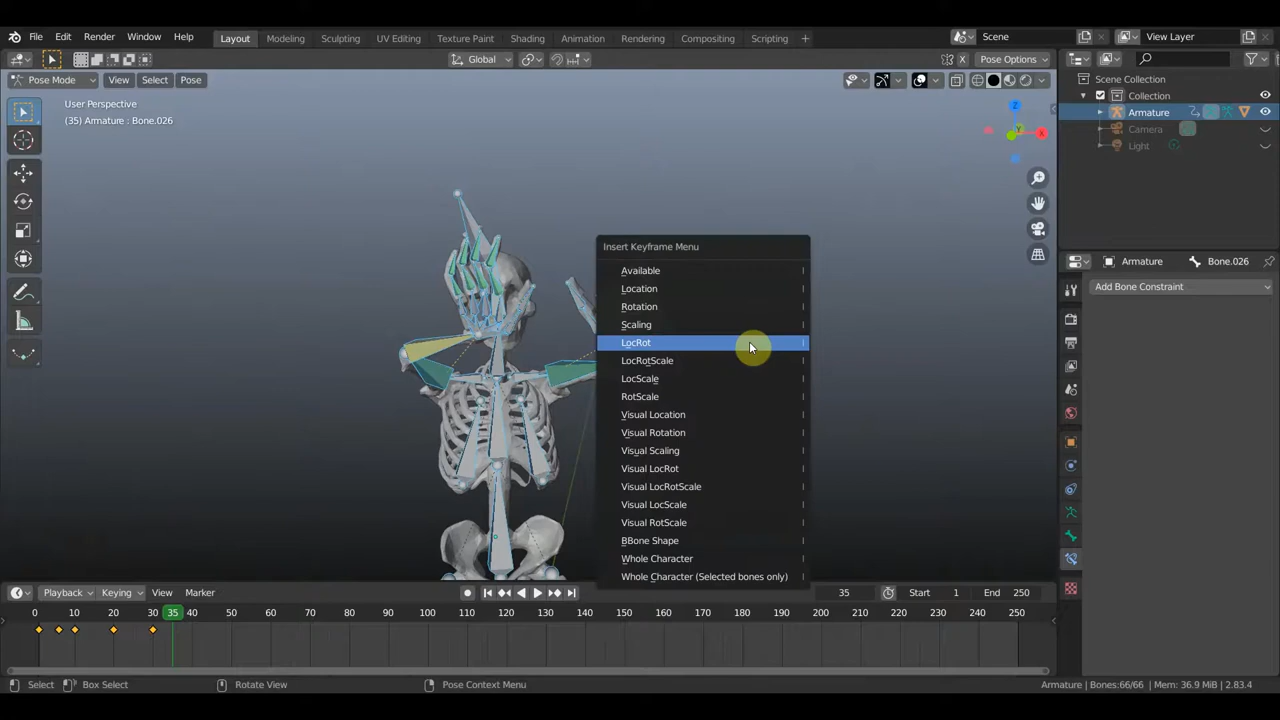 File Edit Render Window Help Layout Modeling Sculpting UV Editing Texture Paint Shading Animation Rendering Compositing Scripting + Scene View Layer
Global X Pose Options
Pose Mode View Select Pose
User Perspective
(35) Armature : Bone.026
Z
Y
X
Scene Collection
Collection
Armature
Camera
Light
Armature Bone.026
Add Bone Constraint
Insert Keyframe Menu
Available I
Location I
Rotation I
Scaling I
LocRot I
LocRotScale I
LocScale I
RotScale I
Visual Location I
Visual Rotation I
Visual Scaling I
Visual LocRot I
Visual LocRotScale I
Visual LocScale I
Visual RotScale I
BBone Shape I
Whole Character I
Whole Character (Selected bones only) I
Playback Keying View Marker 35 Start 1 End 250
0 10 20 30 35 50 60 70 80 90 100 110 120 130 140 150 160 170 180 190 200 210 220 230 240 250
Select Box Select Rotate View Pose Context Menu Armature | Bones:66/66 | Mem: 36.9 MiB | 2.83.4